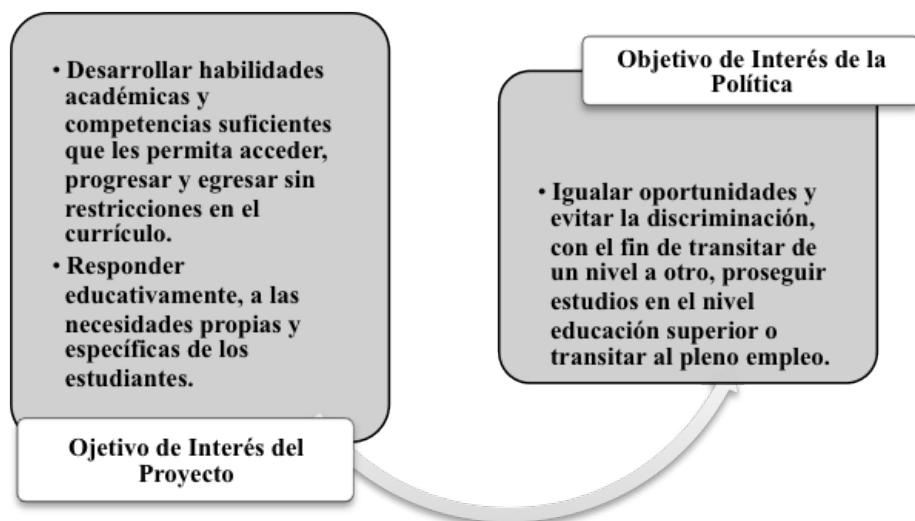 • Desarrollar habilidades
académicas y
competencias suficientes
que les permita acceder,
progresar y egresar sin
restricciones en el
currículo.
• Responder
educativamente, a las
necesidades propias y
específicas de los
estudiantes.
Ojetivo de Interés del
Proyecto
Objetivo de Interés de la
Política
• Igualar oportunidades y
evitar la discriminación,
con el fin de transitar de
un nivel a otro, proseguir
estudios en el nivel
educación superior o
transitar al pleno empleo.